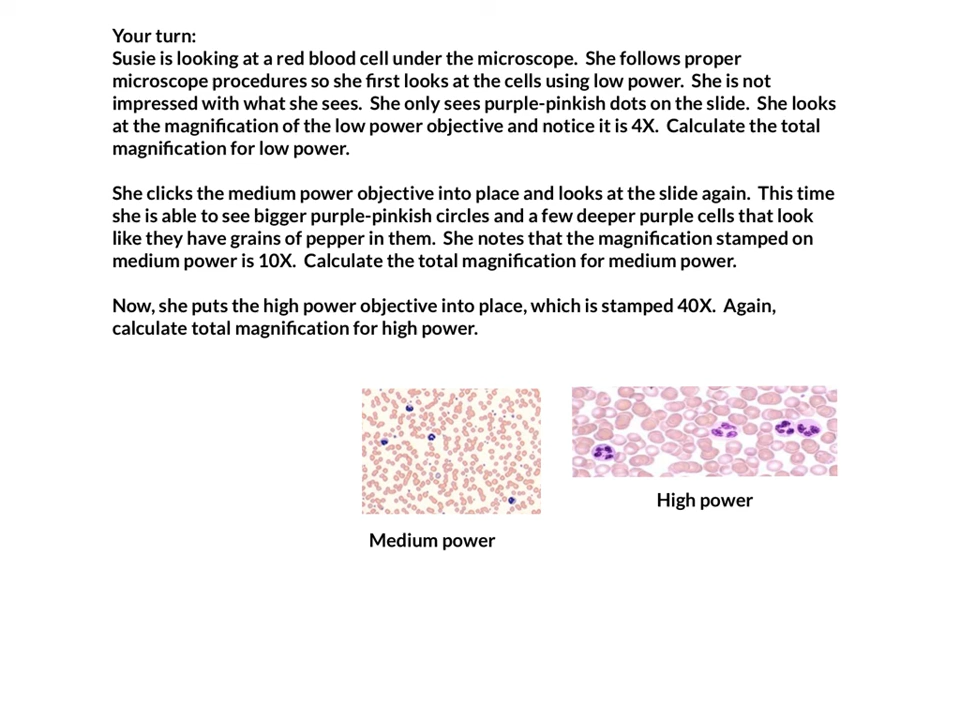 Your turn:
Susie is looking at a red blood cell under the microscope.  She follows proper
microscope procedures so she first looks at the cells using low power.  She is not
impressed with what she sees.  She only sees purple-pinkish dots on the slide.  She looks
at the magnification of the low power objective and notice it is 4X.  Calculate the total
magnification for low power.
She clicks the medium power objective into place and looks at the slide again.  This time
she is able to see bigger purple-pinkish circles and a few deeper purple cells that look
like they have grains of pepper in them.  She notes that the magnification stamped on
medium power is 10X.  Calculate the total magnification for medium power.
Now, she puts the high power objective into place, which is stamped 40X.  Again,
calculate total magnification for high power.
High power
Medium power